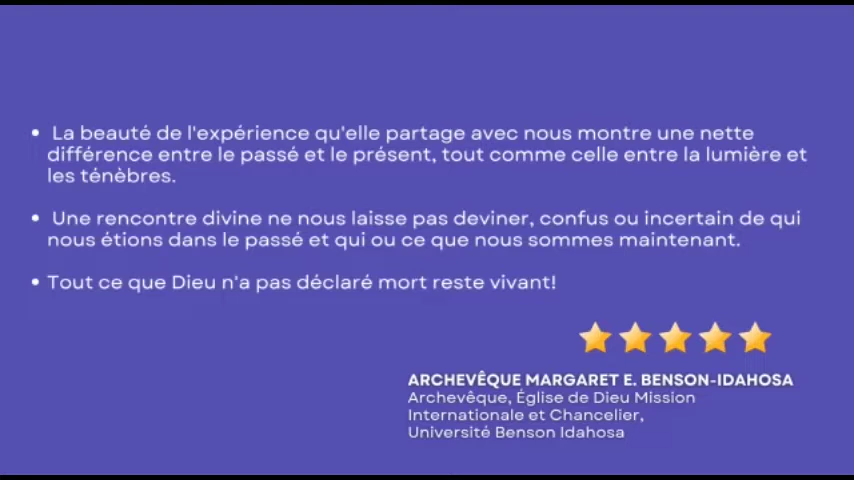 • La beauté de l'expérience qu'elle partage avec nous montre une nette
différence entre le passé et le présent, tout comme celle entre la lumière et
les ténèbres.
• Une rencontre divine ne nous laisse pas deviner, confus ou incertain de qui
nous étions dans le passé et qui ou ce que nous sommes maintenant.
• Tout ce que Dieu n'a pas déclaré mort reste vivant!
ARCHEVÊQUE MARGARET E. BENSON-IDAHOSA
Archevêque, Église de Dieu Mission
Internationale et Chancelier,
Université Benson Idahosa